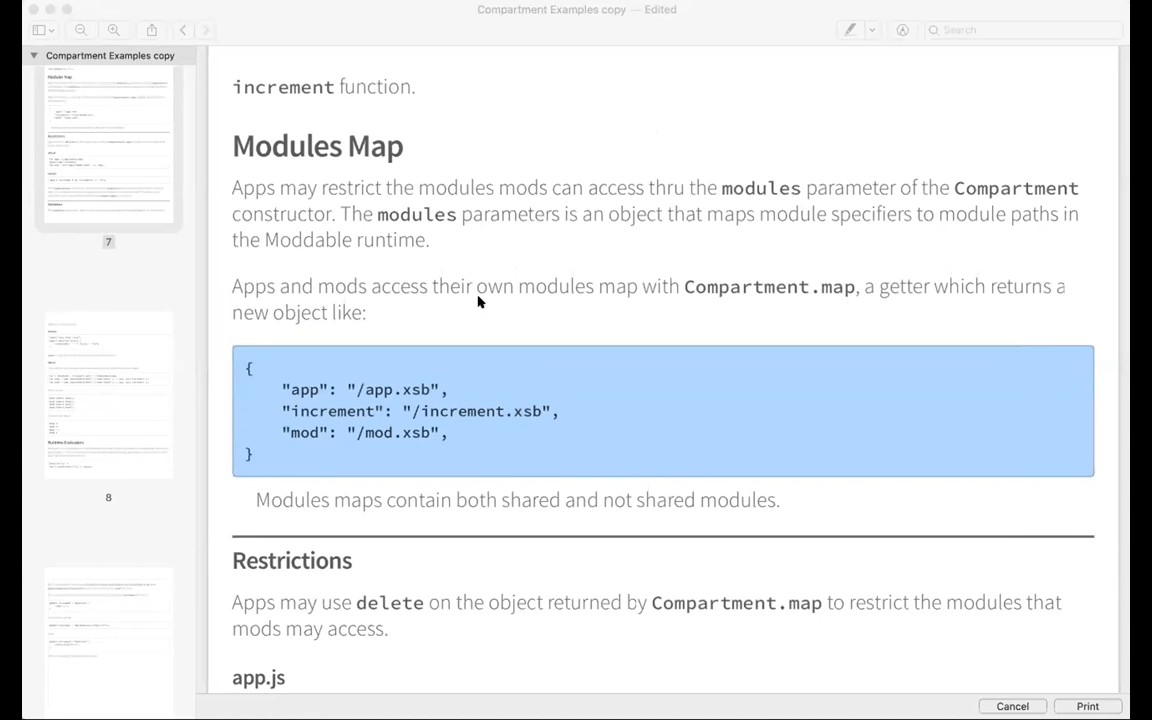 Compartment Examples copy — Edited
Search
Compartment Examples copy
7
8
increment function.
Modules Map
Apps may restrict the modules mods can access thru the modules parameter of the Compartment
constructor. The modules parameters is an object that maps module specifiers to module paths in
the Moddable runtime.
Apps and mods access their own modules map with Compartment.map, a getter which returns a
new object like:
{
"app": "/app.xsb",
"increment": "/increment.xsb",
"mod": "/mod.xsb",
}
Modules maps contain both shared and not shared modules.
Restrictions
Apps may use delete on the object returned by Compartment.map to restrict the modules that
mods may access.
app.js
Cancel
Print